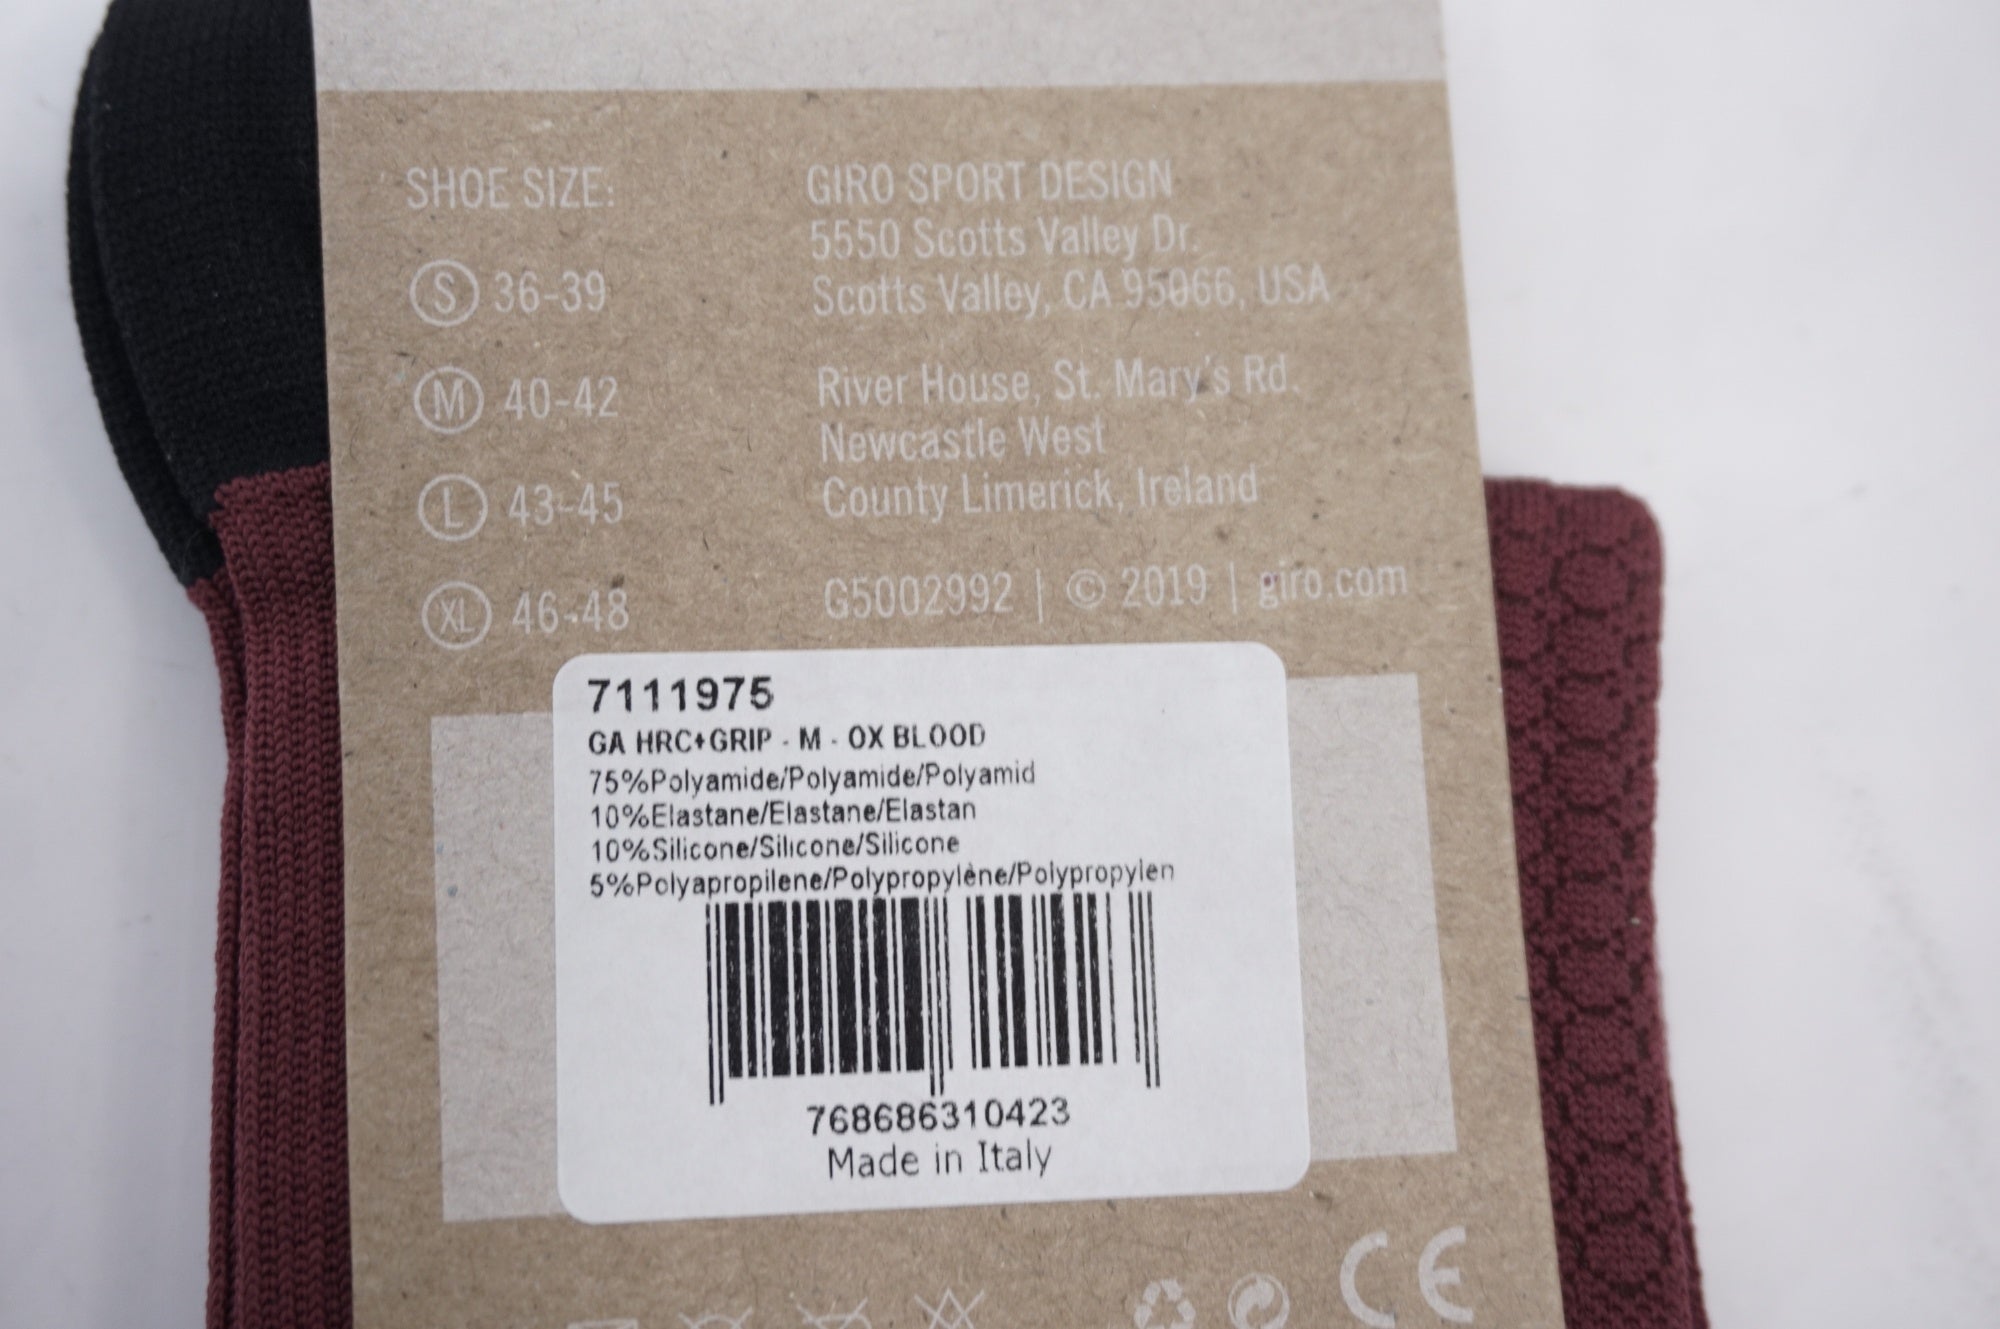 SHOE SIZE:
S 36-39
M 40-42
L 43-45
XL 46-48
GIRO SPORT DESIGN
5550 Scotts Valley Dr.
Scotts Valley, CA 95066, USA
River House, St. Mary's Rd.
Newcastle West
County Limerick, Ireland
G5002992 | © 2019 | giro.com
7111975
GA HRC+GRIP - M - OX BLOOD
75%Polyamide/Polyamide/Polyamid
10%Elastane/Elastane/Elastan
10%Silicone/Silicone/Silicone
5%Polyapropilene/Polypropylène/Polypropylen
768686310423
Made in Italy
CE